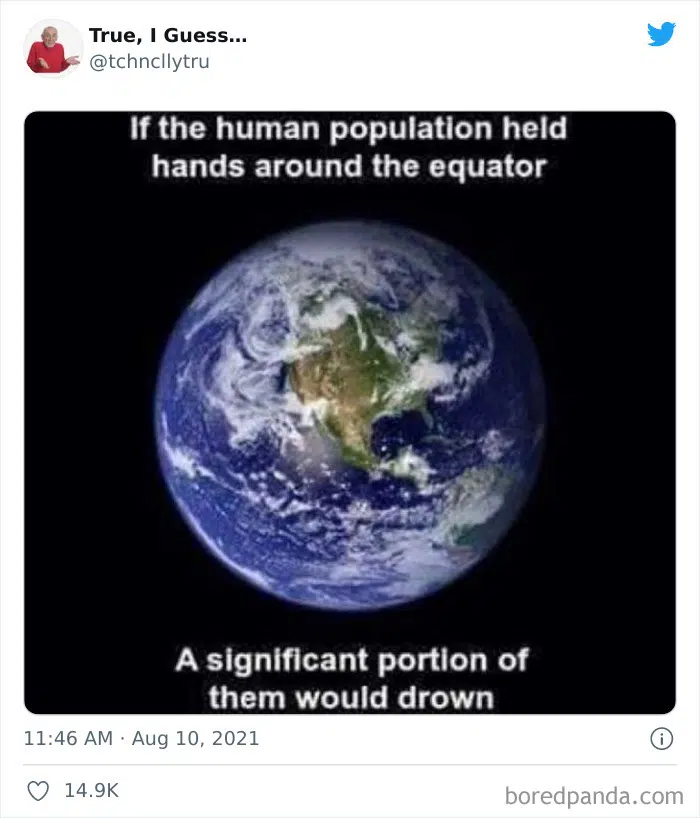 True, I Guess...
@tchncllytru
If the human population held
hands around the equator
A significant portion of
them would drown
11:46 AM · Aug 10, 2021
14.9K
boredpanda.com